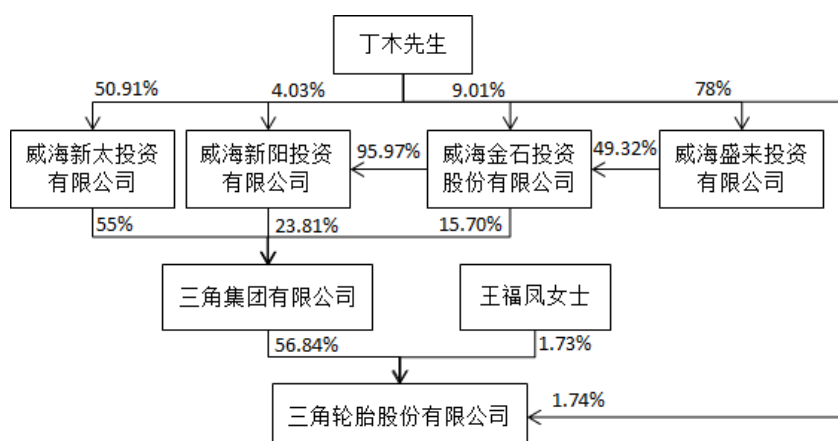 丁木先生
50.91%
4.03%
9.01%
78%
威海新太投资
有限公司
威海新阳投资
有限公司
95.97%
威海金石投资
股份有限公司
49.32%
威海盛来投资
有限公司
55%
23.81%
15.70%
三角集团有限公司
王福凤女士
56.84%
1.73%
三角轮胎股份有限公司
1.74%